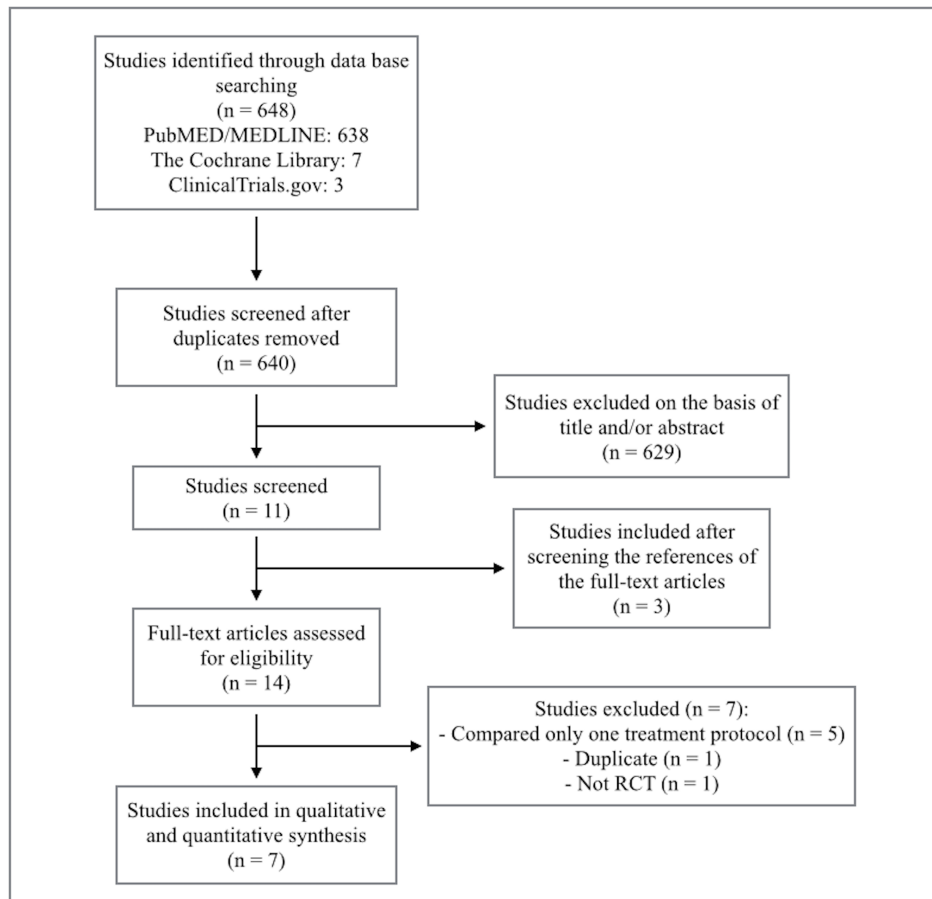 Studies identified through data base
searching
(n = 648)
PubMED/MEDLINE: 638
The Cochrane Library: 7
ClinicalTrials.gov: 3
Studies screened after
duplicates removed
(n = 640)
Studies excluded on the basis of
title and/or abstract
(n = 629)
Studies screened
(n = 11)
Studies included after
screening the references of
the full-text articles
(n = 3)
Full-text articles assessed
for eligibility
(n = 14)
Studies excluded (n = 7):
- Compared only one treatment protocol (n = 5)
- Duplicate (n = 1)
- Not RCT (n = 1)
Studies included in qualitative
and quantitative synthesis
(n = 7)